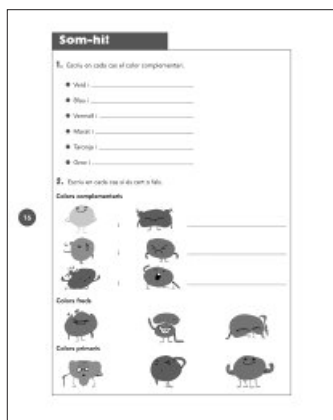 Som-hi!
1. Escriu en cada cas el color complementari.
Verd i
Blau i
Vermell i
Morat i
Taronja i
Groc i
2. Escriu en cada cas si és cert o fals.
Colors complementaris
i
i
i
16
Colors freds
Colors primaris